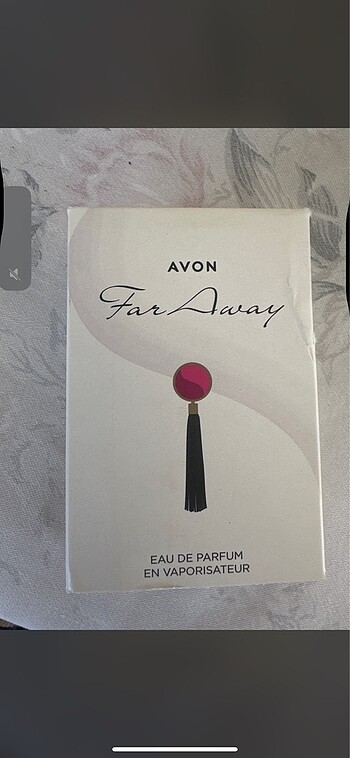 AVON
Far Away
EAU DE PARFUM
EN VAPORISATEUR